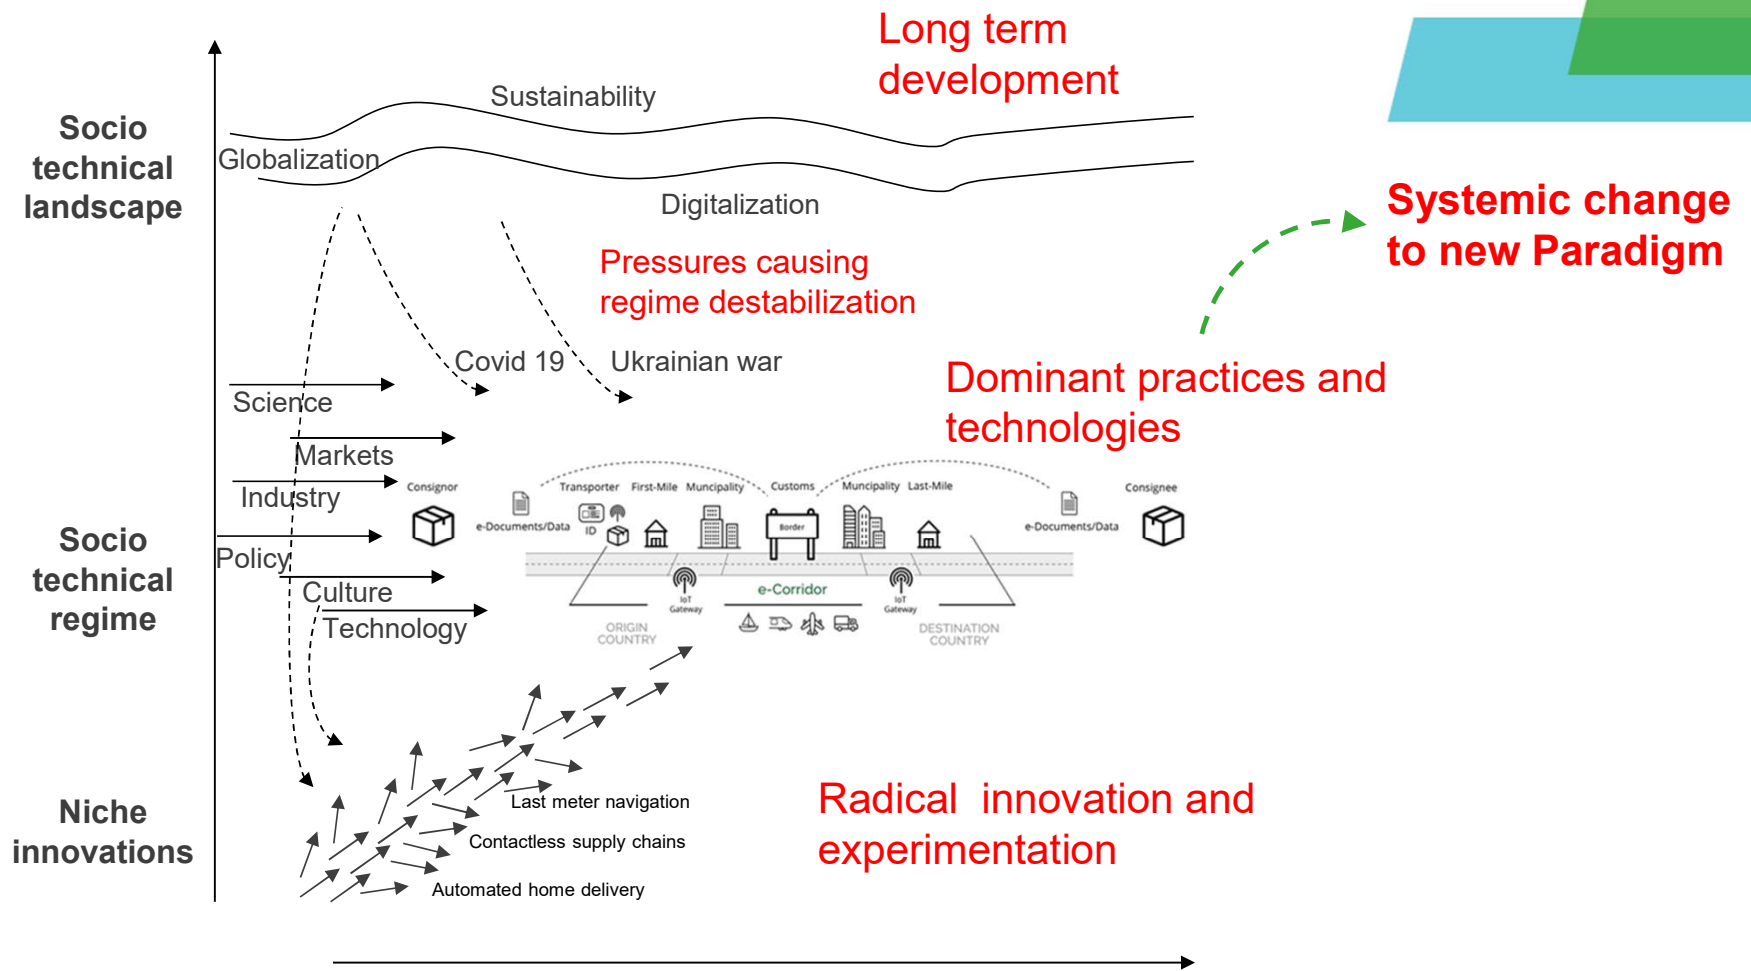 Long term
development
Sustainability
Socio
technical
landscape
Globalization
Digitalization
Systemic change
to new Paradigm
Pressures causing
regime destabilization
Covid 19
Ukrainian war
Dominant practices and
technologies
Science
Markets
Industry
Policy
Culture
Technology
Socio
technical
regime
Consignor
e-Documents/Data
Transporter
ID
First-Mile
Muncipality
Customs
Border
Muncipality
Last-Mile
e-Documents/Data
Consignee
IoT
Gateway
e-Corridor
IoT
Gateway
ORIGIN
COUNTRY
DESTINATION
COUNTRY
Niche
innovations
Last meter navigation
Contactless supply chains
Automated home delivery
Radical innovation and
experimentation